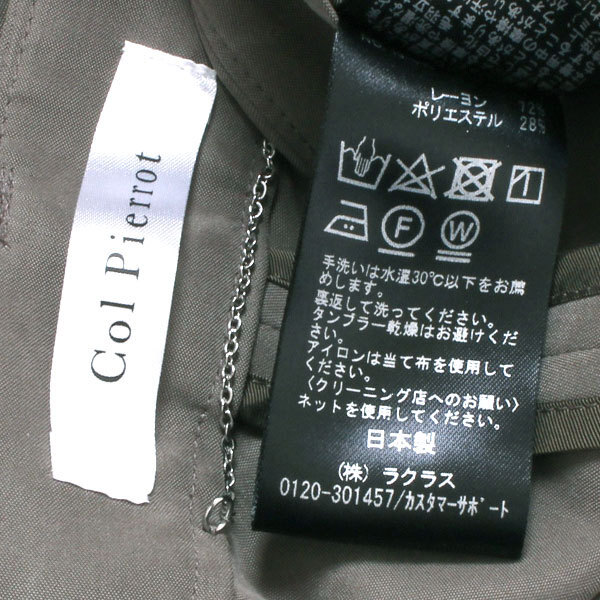 Col Pierrot
レーヨン 72%
ポリエステル 28%
F
W
手洗いは水温30℃以下をお薦
めします。
裏返して洗ってください。
タンブラー乾燥はお避けくだ
さい。
アイロンは当て布を使用して
ください。
〈クリーニング店へのお願い〉
ネットを使用してください。
日本製
(株) ラクラス
0120-301457/カスタマーサポート